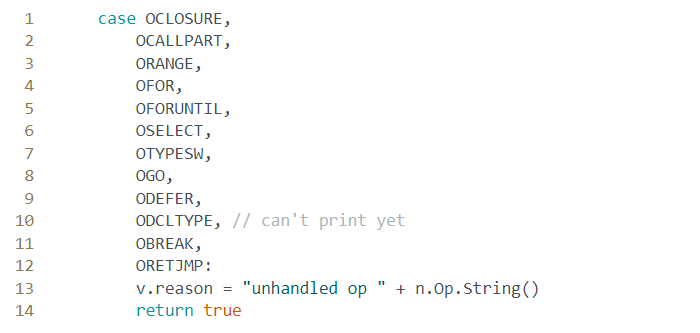 1 case OCLOSURE,
2 OCALLPART,
3 ORANGE,
4 OFOR,
5 OFORUNTIL,
6 OSELECT,
7 OTYPESW,
8 OGO,
9 ODEFER,
10 ODCLTYPE, // can't print yet
11 OBREAK,
12 ORETJMP:
13 v.reason = "unhandled op " + n.Op.String()
14 return true